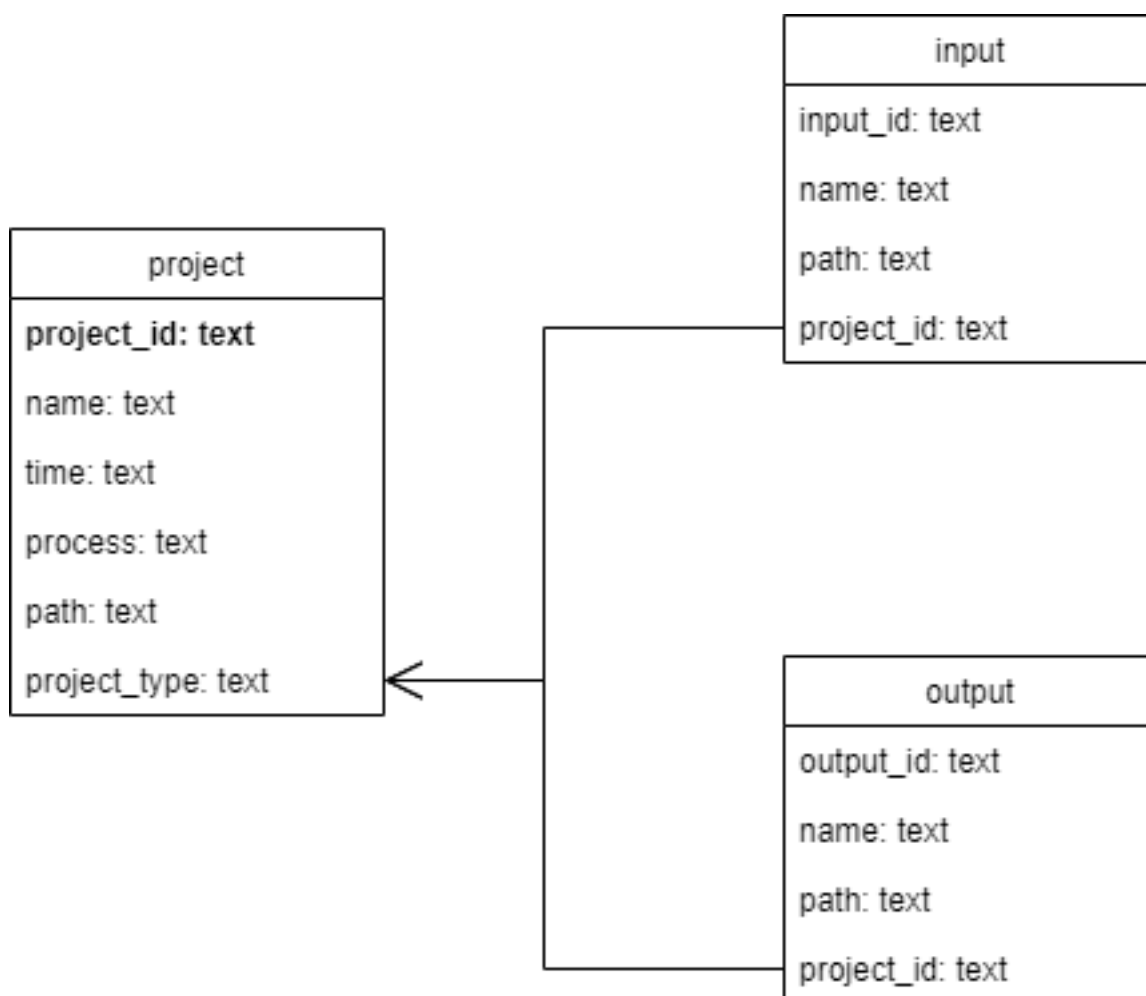 project
project_id: text
name: text
time: text
process: text
path: text
project_type: text
input
input_id: text
name: text
path: text
project_id: text
output
output_id: text
name: text
path: text
project_id: text